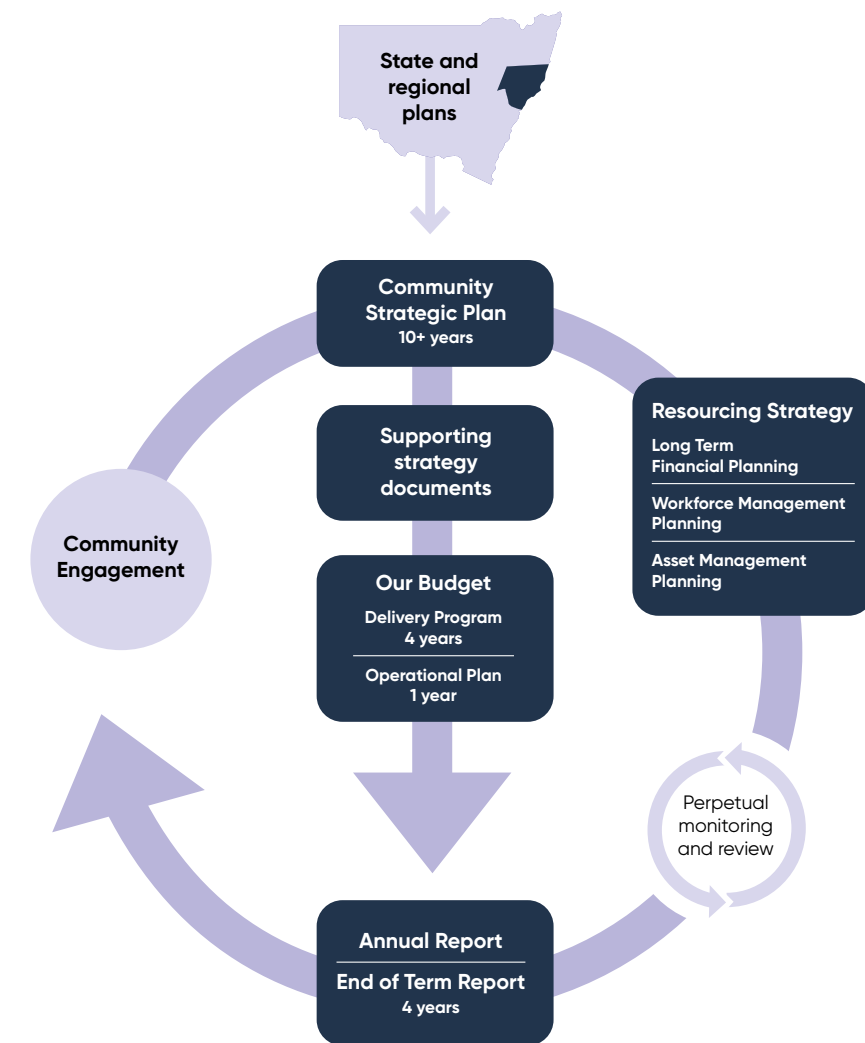 State and
regional
plans
Community
Strategic Plan
10+ years
Supporting
strategy
documents
Our Budget
Delivery Program
4 years
Operational Plan
1 year
Resourcing Strategy
Long Term
Financial Planning
Workforce Management
Planning
Asset Management
Planning
Community
Engagement
Perpetual
monitoring
and review
Annual Report
End of Term Report
4 years